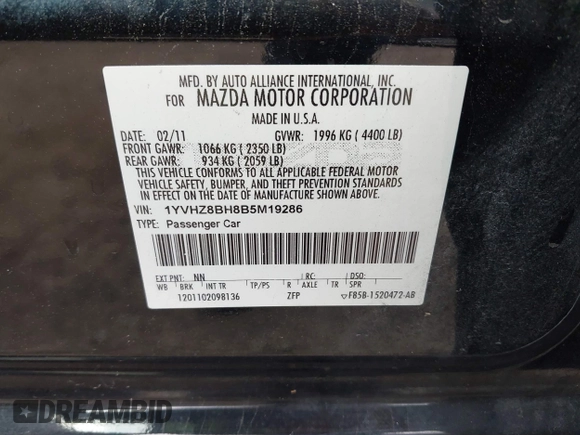 MFD. BY AUTO ALLIANCE INTERNATIONAL, INC.
FOR MAZDA MOTOR CORPORATION
MADE IN U.S.A.
DATE: 02/11 GVWR: 1996 KG ( 4400 LB)
FRONT GAWR: 1066 KG ( 2350 LB)
REAR GAWR: 934 KG ( 2059 LB)
THIS VEHICLE CONFORMS TO ALL APPLICABLE FEDERAL MOTOR
VEHICLE SAFETY, BUMPER, AND THEFT PREVENTION STANDARDS
IN EFFECT ON THE DATE OF MANUFACTURE SHOWN ABOVE.
VIN: 1YVHZ8BH8B5M19286
TYPE: Passenger Car
EXT PNT: NN RC: DSO:
WB BRK INT TR TP/PS R AXLE TR SPR
1201102098136 ZFP ▽F85B-1520472-AB
DREAMBID